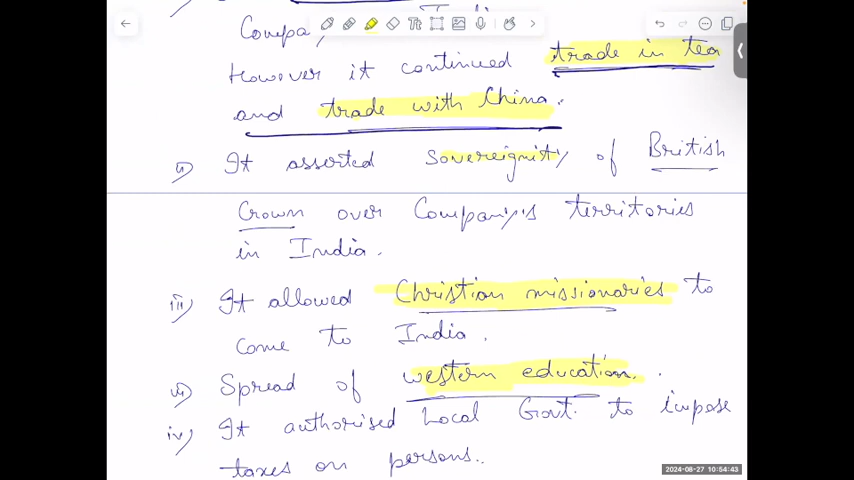 Compa
However it continued trade in tea
and trade with China.
ii) It asserted Sovereignity of British
Crown over Company's territories
in India.
iii) It allowed Christian missionaries to
come to India.
Spread of western education.
iv) It authorised Local Govt. to impose
taxes on persons..
2024-08-27 10:54:43